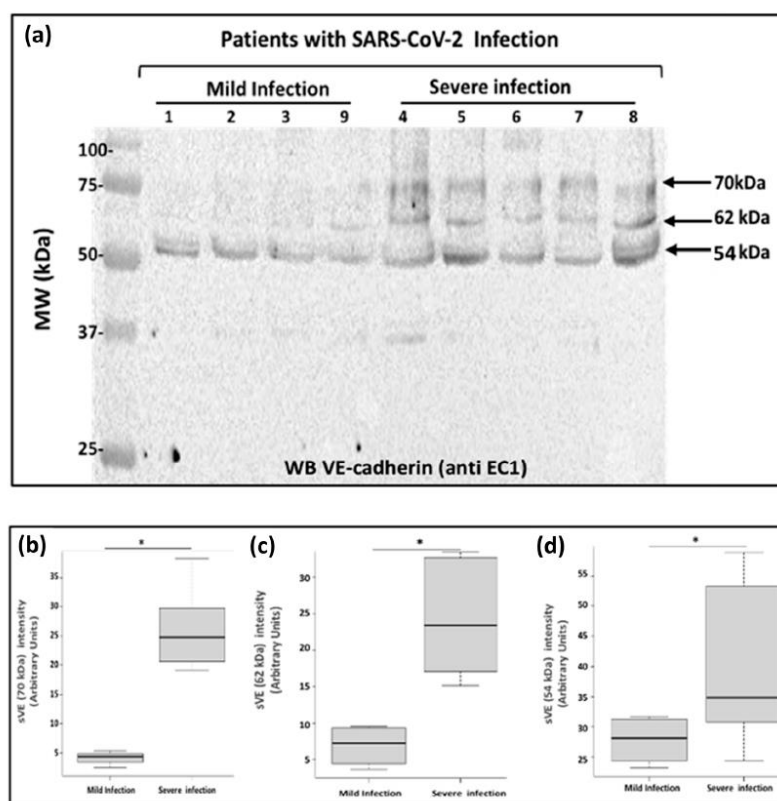 (a)
Patients with SARS-CoV-2 Infection
Mild Infection Severe infection
1 2 3 9 4 5 6 7 8
100-
75-
50-
37-
25-
MW (kDa)
70kDa
62 kDa
54 kDa
WB VE-cadherin (anti EC1)
(b)
*
sVE (70 kDa) intensity
(Arbitrary Units)
35
30
25
20
15
10
5
Mild Infection Severe infection
(c)
*
sVE (62 kDa) intensity
(Arbitrary Units)
30
25
20
15
10
5
Mild Infection Severe infection
(d)
*
sVE (54 kDa) intensity
(Arbitrary Units)
55
50
45
40
35
30
25
Mild Infection Severe infection